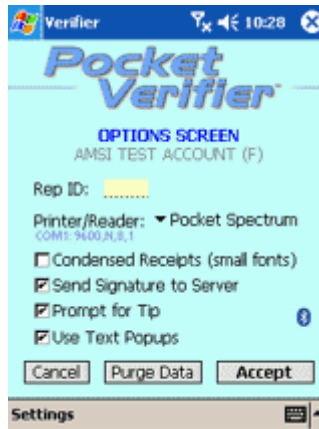 Verifier 10:28
Pocket
Verifier
OPTIONS SCREEN
AMSI TEST ACCOUNT (F)
Rep ID:
Printer/Reader: Pocket Spectrum
COM1: 9600,N,8,1
Condensed Receipts (small fonts)
Send Signature to Server
Prompt for Tip
Use Text Popups
Cancel Purge Data Accept
Settings